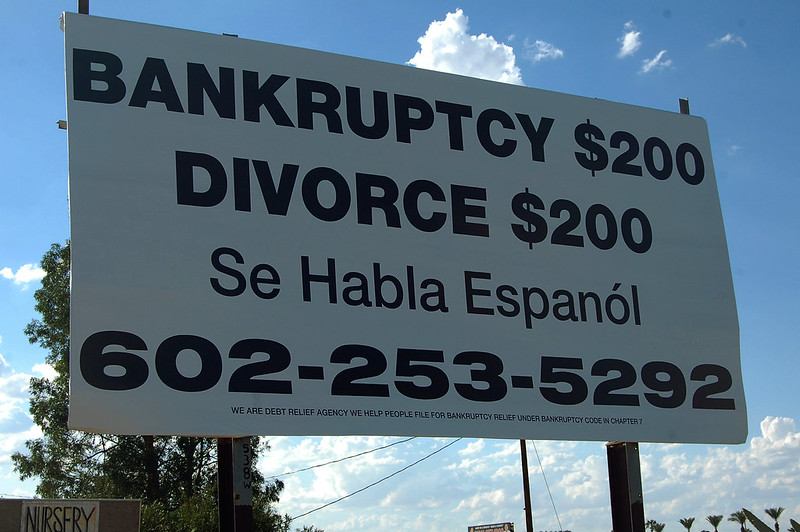 BANKRUPTCY $200
DIVORCE $200
Se Habla Espanól
602-253-5292
WE ARE DEBT RELIEF AGENCY WE HELP PEOPLE FILE FOR BANKRUPTCY RELIEF UNDER BANKRUPTCY CODE IN CHAPTER 7
NURSERY